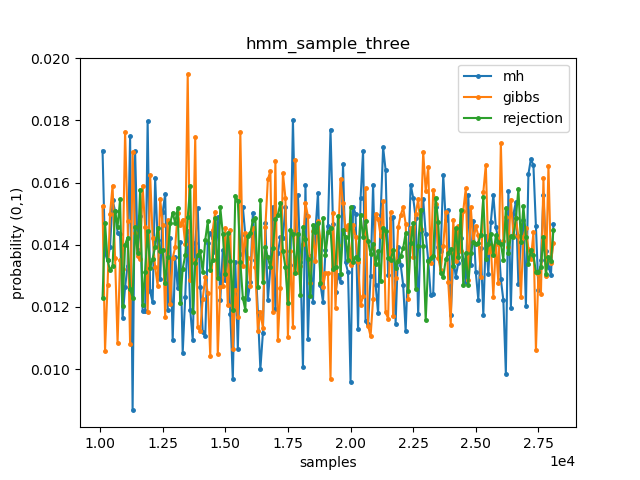 hmm_sample_three
mh
gibbs
rejection
probability (0,1)
0.020
0.018
0.016
0.014
0.012
0.010
1.00
1.25
1.50
1.75
2.00
2.25
2.50
2.75
samples
1e4